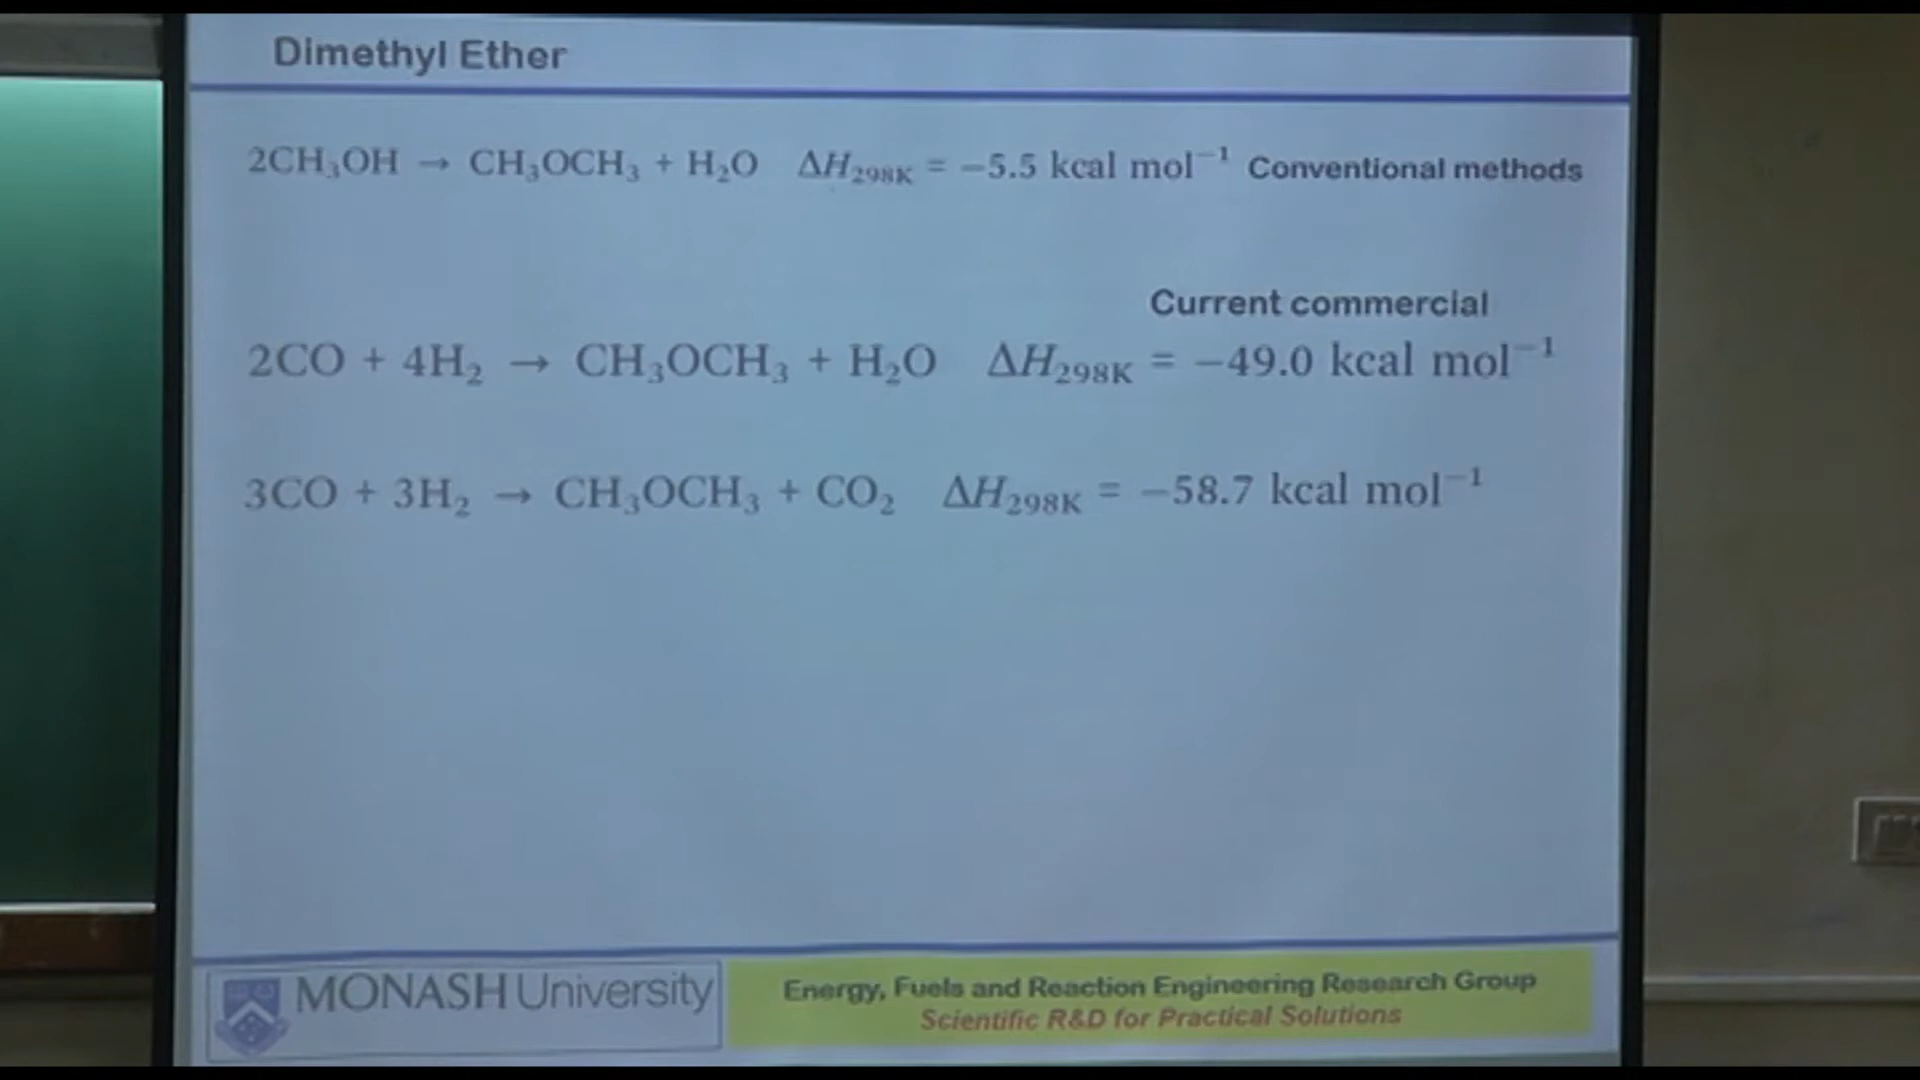 Dimethyl Ether
2CH₃OH → CH₃OCH₃ + H₂O ΔH₂₉₈K = −5.5 kcal mol⁻¹ Conventional methods
Current commercial
2CO + 4H₂ → CH₃OCH₃ + H₂O ΔH₂₉₈K = −49.0 kcal mol⁻¹
3CO + 3H₂ → CH₃OCH₃ + CO₂ ΔH₂₉₈K = −58.7 kcal mol⁻¹
MONASH University
Energy, Fuels and Reaction Engineering Research Group
Scientific R&D for Practical Solutions